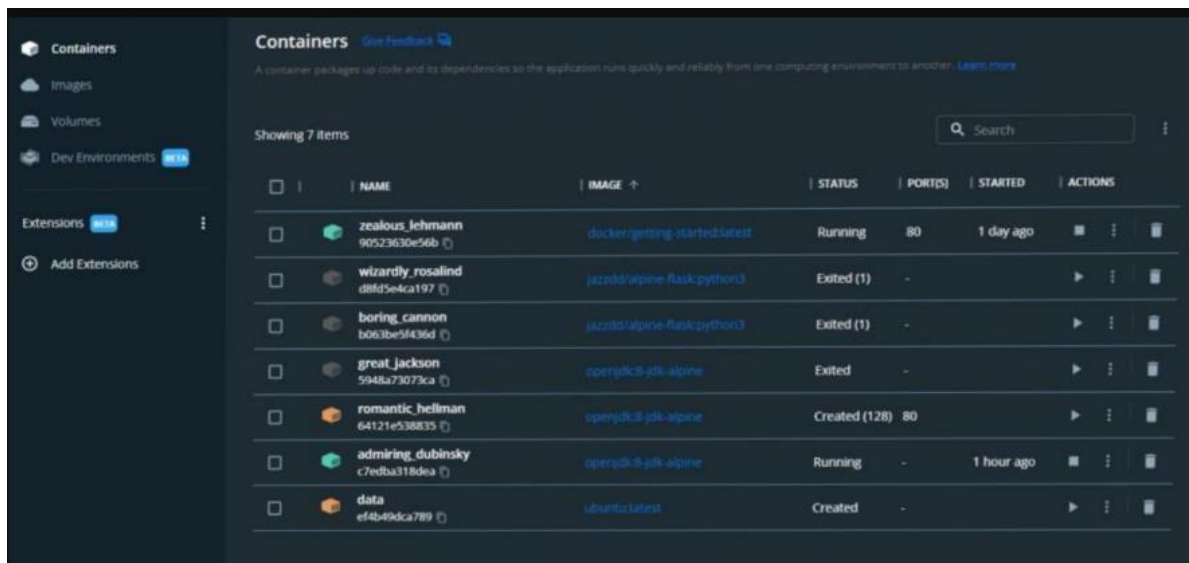 Containers
Images
Volumes
Dev Environments BETA
Extensions BETA
Add Extensions
Containers Give Feedback
A container packages up code and its dependencies so the application runs quickly and reliably from one computing environment to another. Learn more
Showing 7 items
Search
NAME IMAGE ↑ STATUS PORT(S) STARTED ACTIONS
zealous_lehmann docker/getting-started:latest Running 80 1 day ago
90523630e56b
wizardly_rosalind jazzdd/alpine-flask:python3 Exited (1) -
d8fd5e4ca197
boring_cannon jazzdd/alpine-flask:python3 Exited (1) -
b063be5f436d
great_jackson openjdk:8-jdk-alpine Exited -
5948a73073ca
romantic_hellman openjdk:8-jdk-alpine Created (128) 80
64121e538835
admiring_dubinsky openjdk:8-jdk-alpine Running - 1 hour ago
c7edba318dea
data ubuntu:latest Created -
ef4b49dca789